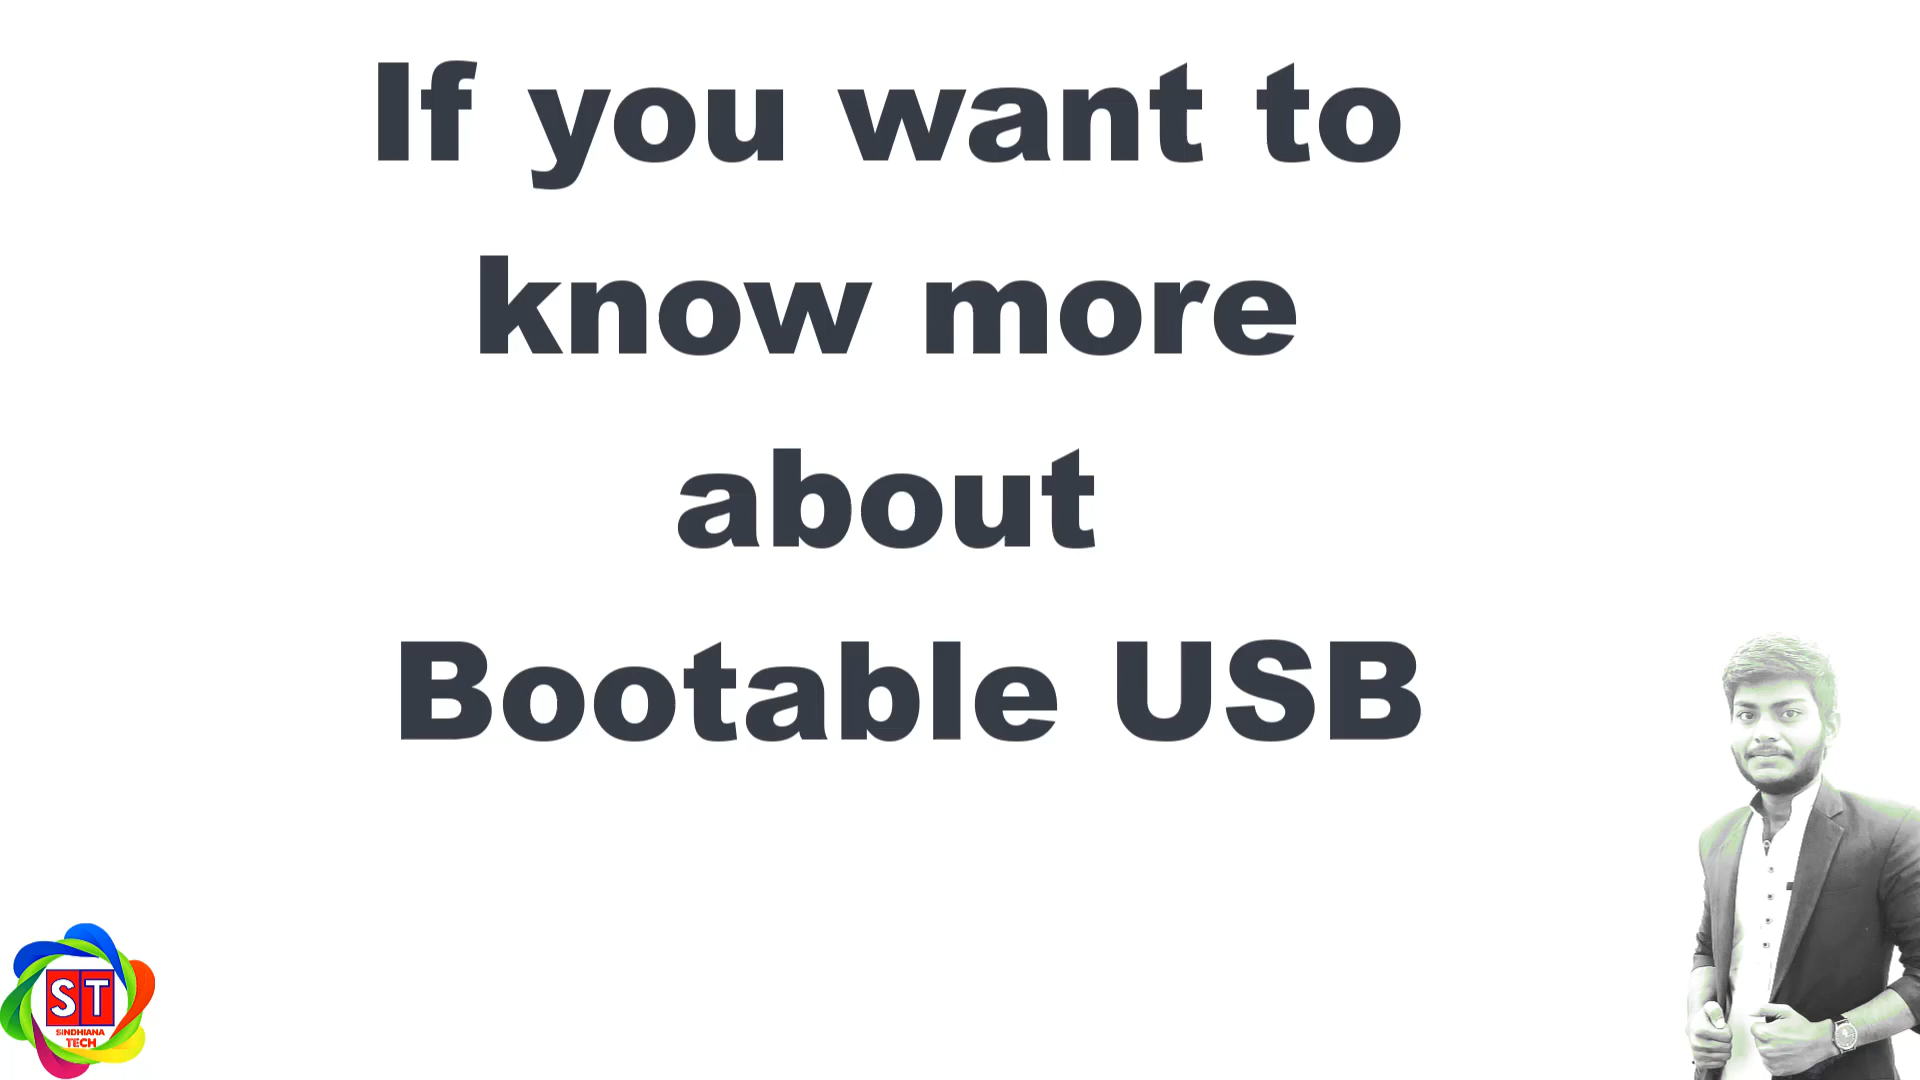 If you want to
know more
about
Bootable USB
ST
SINDHIANA
TECH